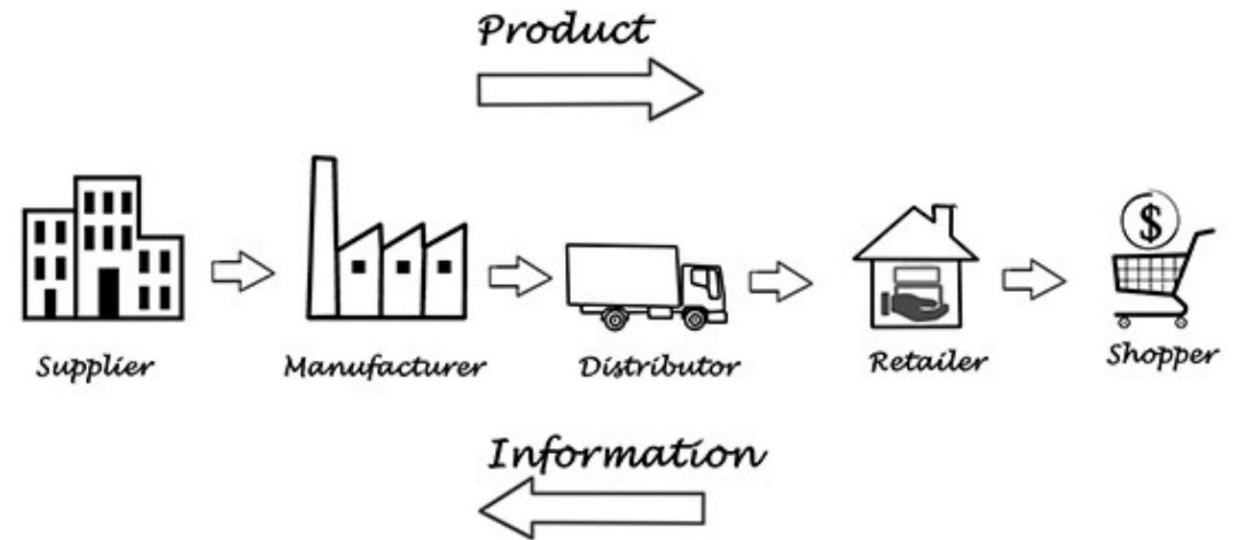 Product
$
Supplier
Manufacturer
Distributor
Retailer
Shopper
Information